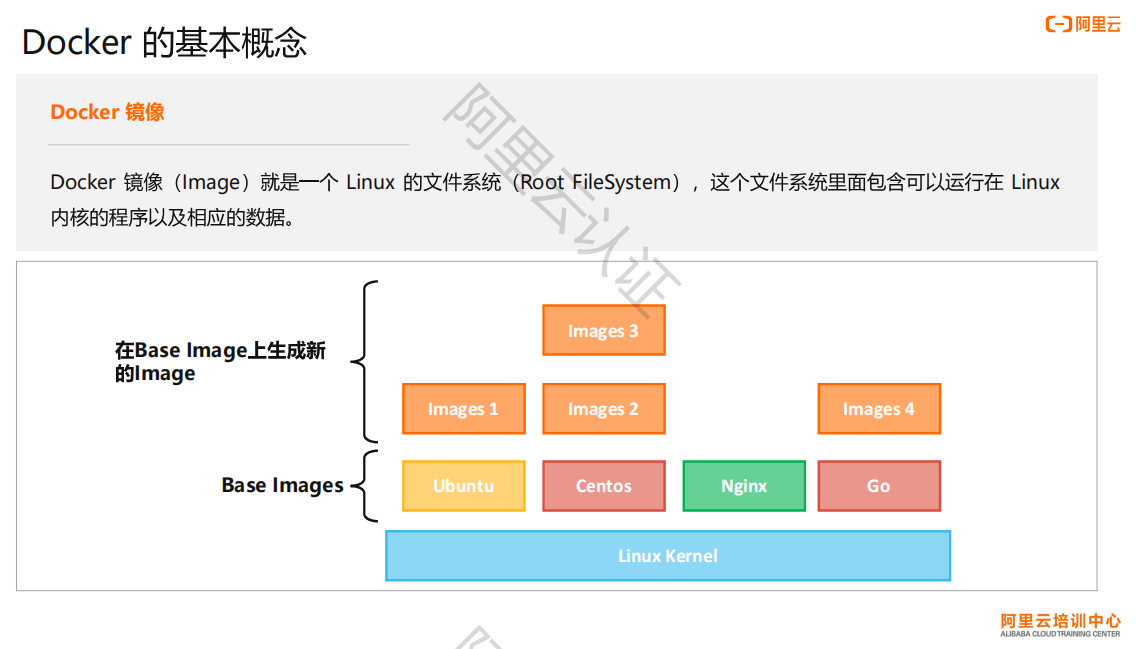 Docker 的基本概念
阿里云
Docker 镜像
Docker 镜像（Image）就是一个 Linux 的文件系统（Root FileSystem），这个文件系统里面包含可以运行在 Linux
内核的程序以及相应的数据。
阿里云认证
Images 3
在Base Image上生成新
的Image
Images 1
Images 2
Images 4
Base Images
Ubuntu
Centos
Nginx
Go
Linux Kernel
阿里云培训中心
ALIBABA CLOUD TRAINING CENTER